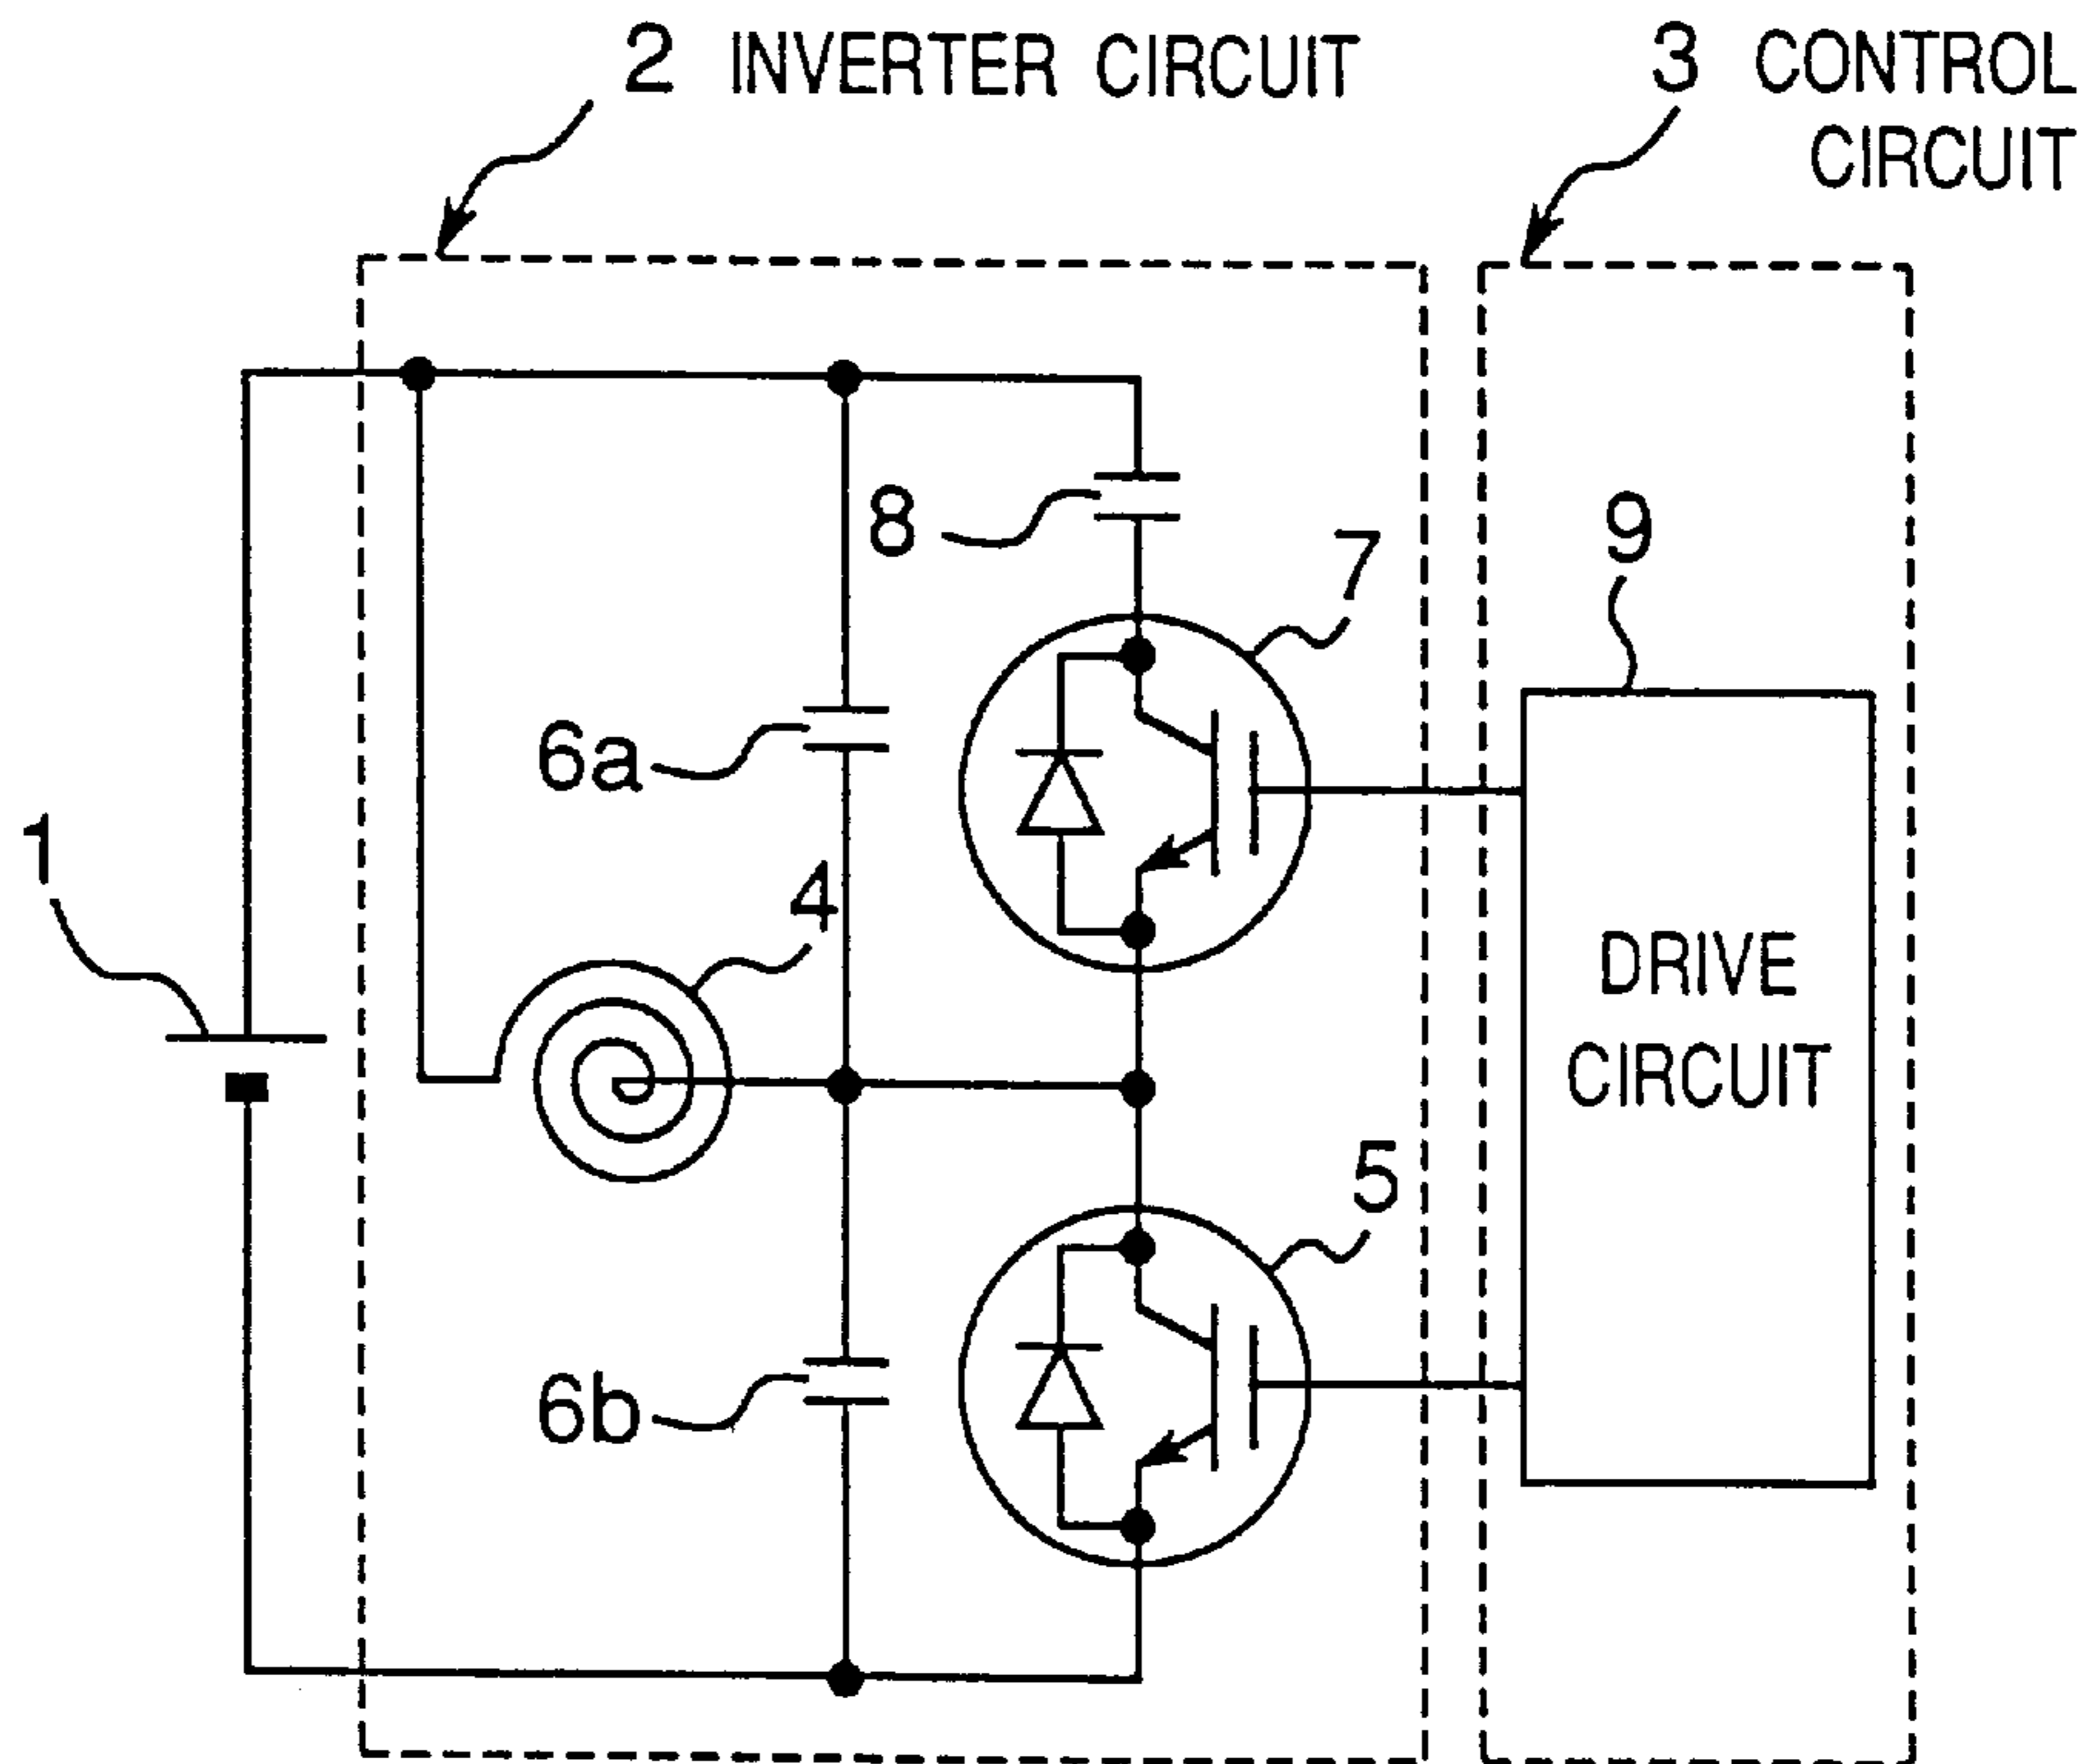 2 INVERTER CIRCUIT
3 CONTROL
CIRCUIT
8
7
9
6a
1
4
DRIVE
CIRCUIT
5
6b